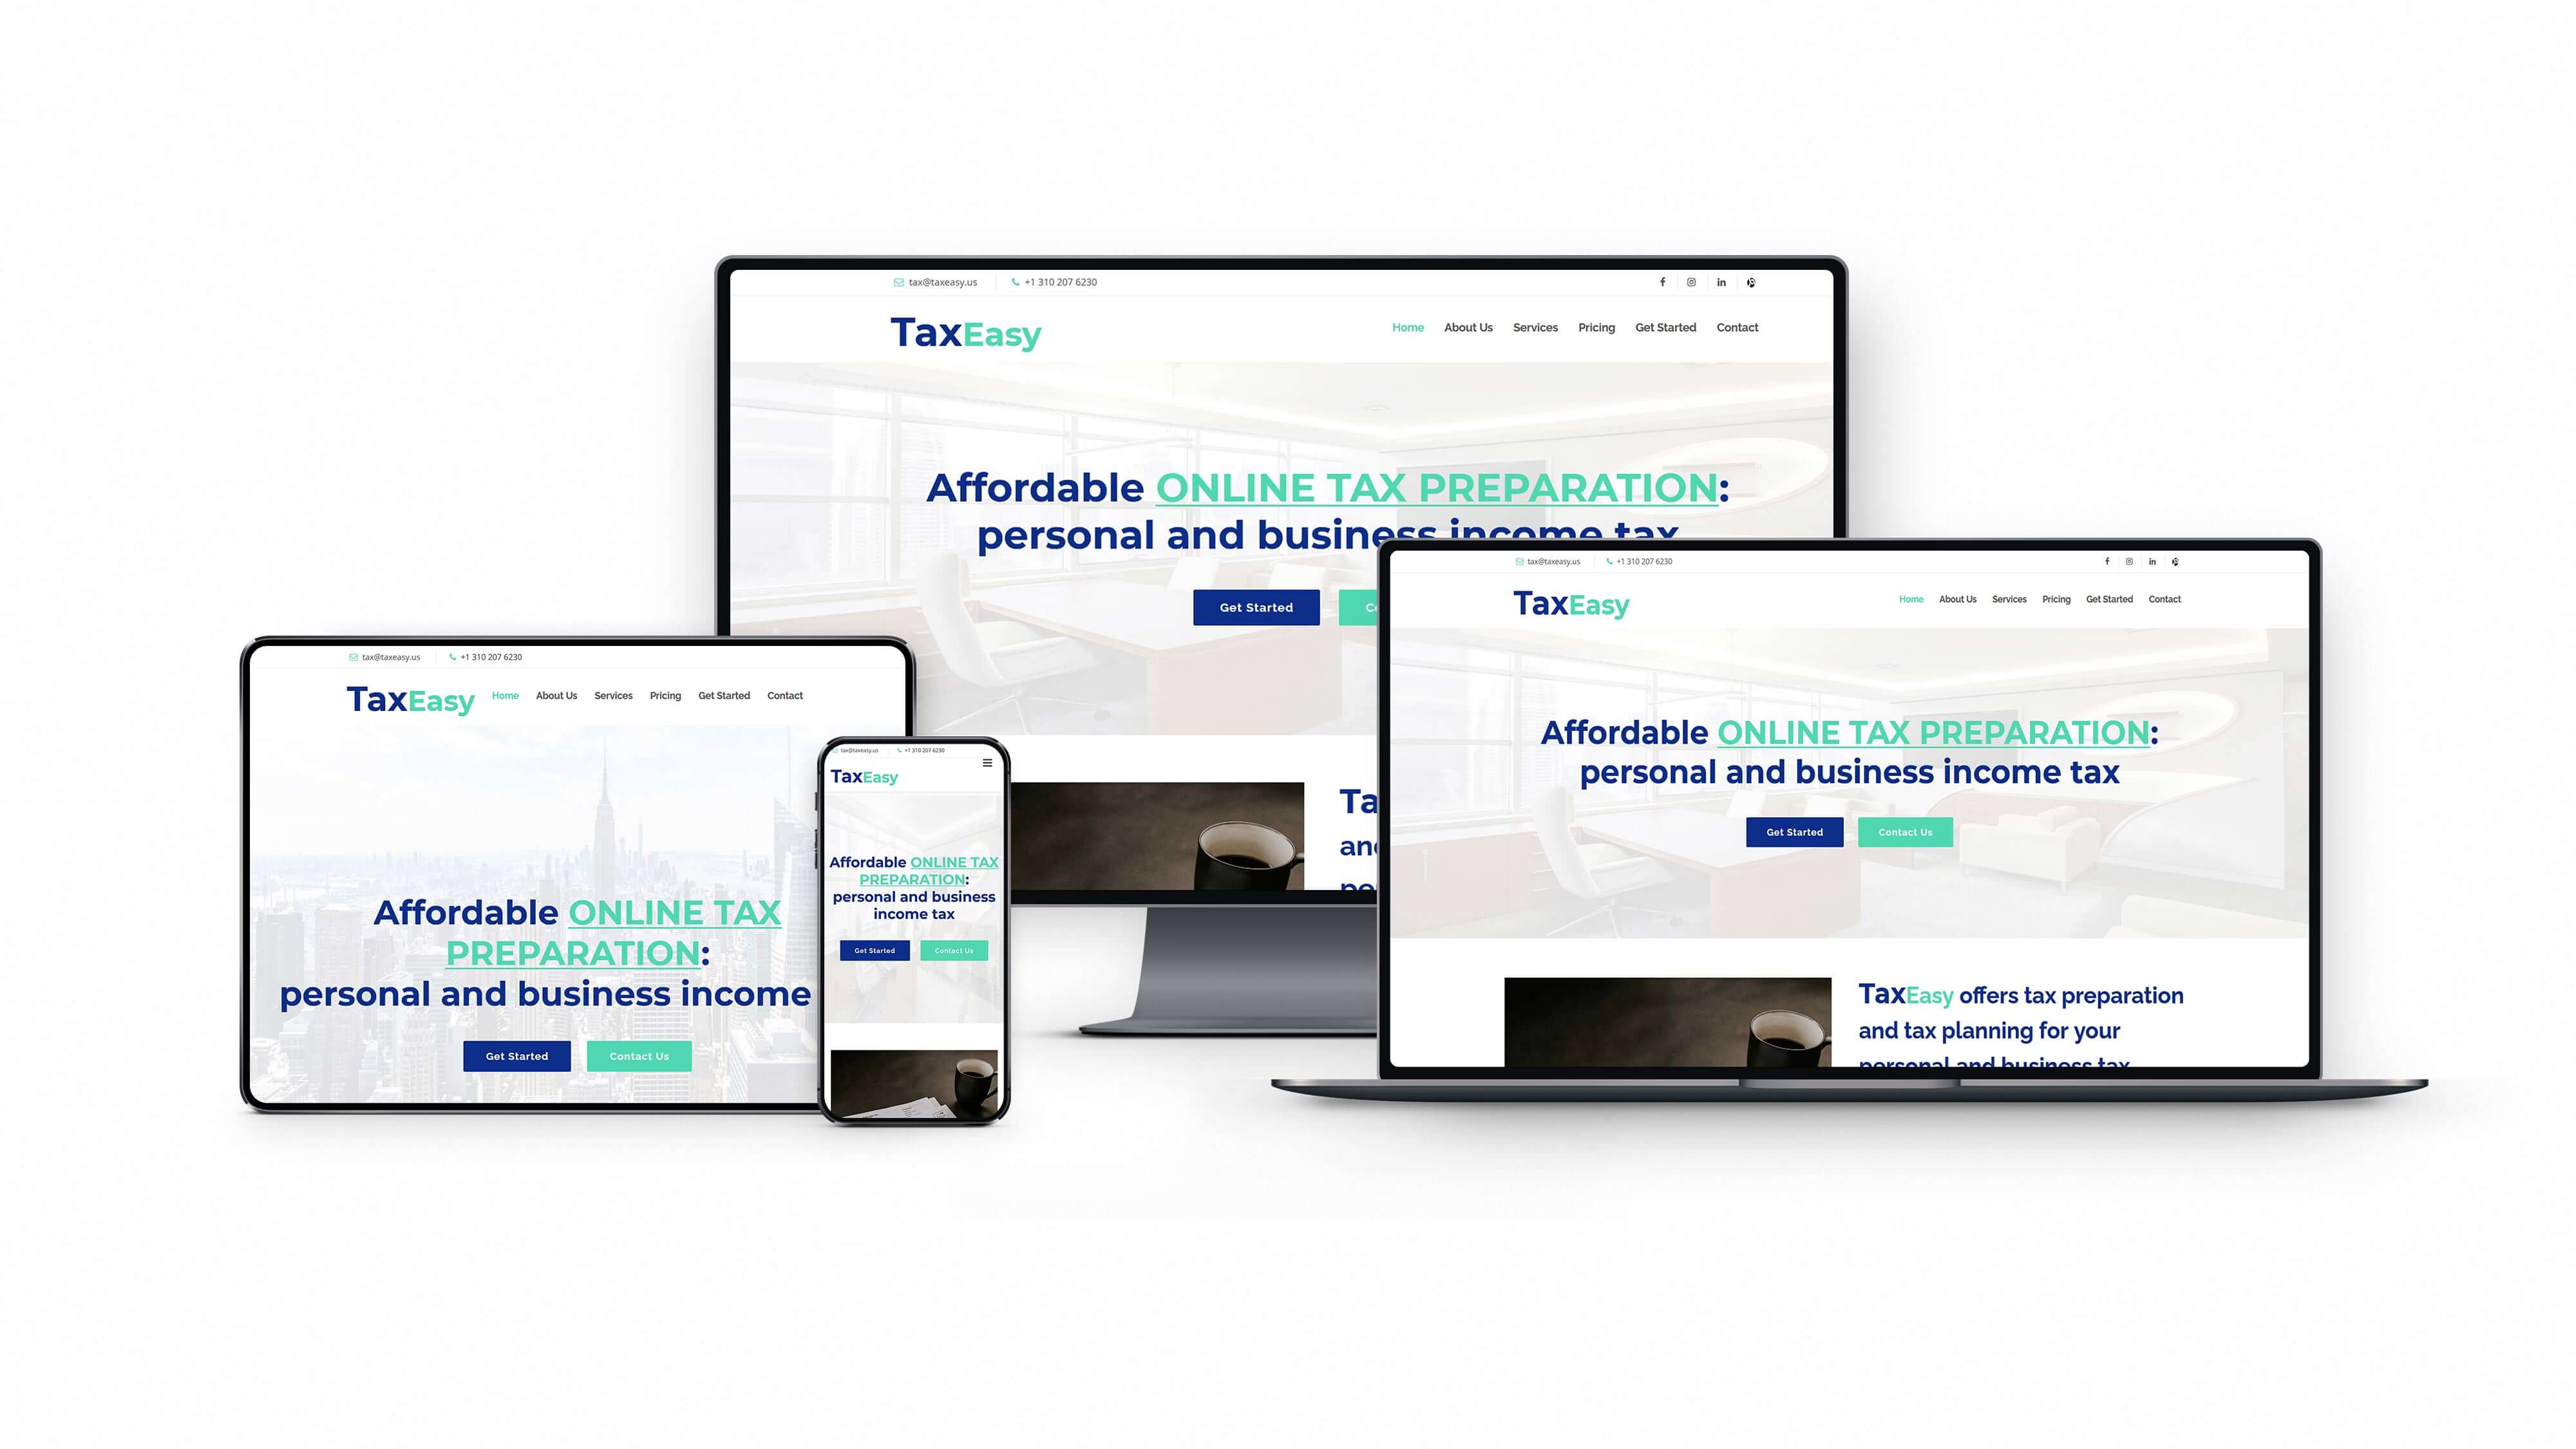 tax@taxeasy.us +1 310 207 6230
TaxEasy
Home About Us Services Pricing Get Started Contact
Affordable ONLINE TAX PREPARATION:
personal and business income tax
Get Started
tax@taxeasy.us +1 310 207 6230
TaxEasy Home About Us Services Pricing Get Started Contact
Affordable ONLINE TAX
PREPARATION:
personal and business income
Get Started Contact Us
tax@taxeasy.us +1 310 207 6230
TaxEasy
Affordable ONLINE TAX
PREPARATION:
personal and business
income tax
Get Started Contact Us
tax@taxeasy.us +1 310 207 6230
TaxEasy
Home About Us Services Pricing Get Started Contact
Affordable ONLINE TAX PREPARATION:
personal and business income tax
Get Started Contact Us
TaxEasy offers tax preparation
and tax planning for your
personal and business tax